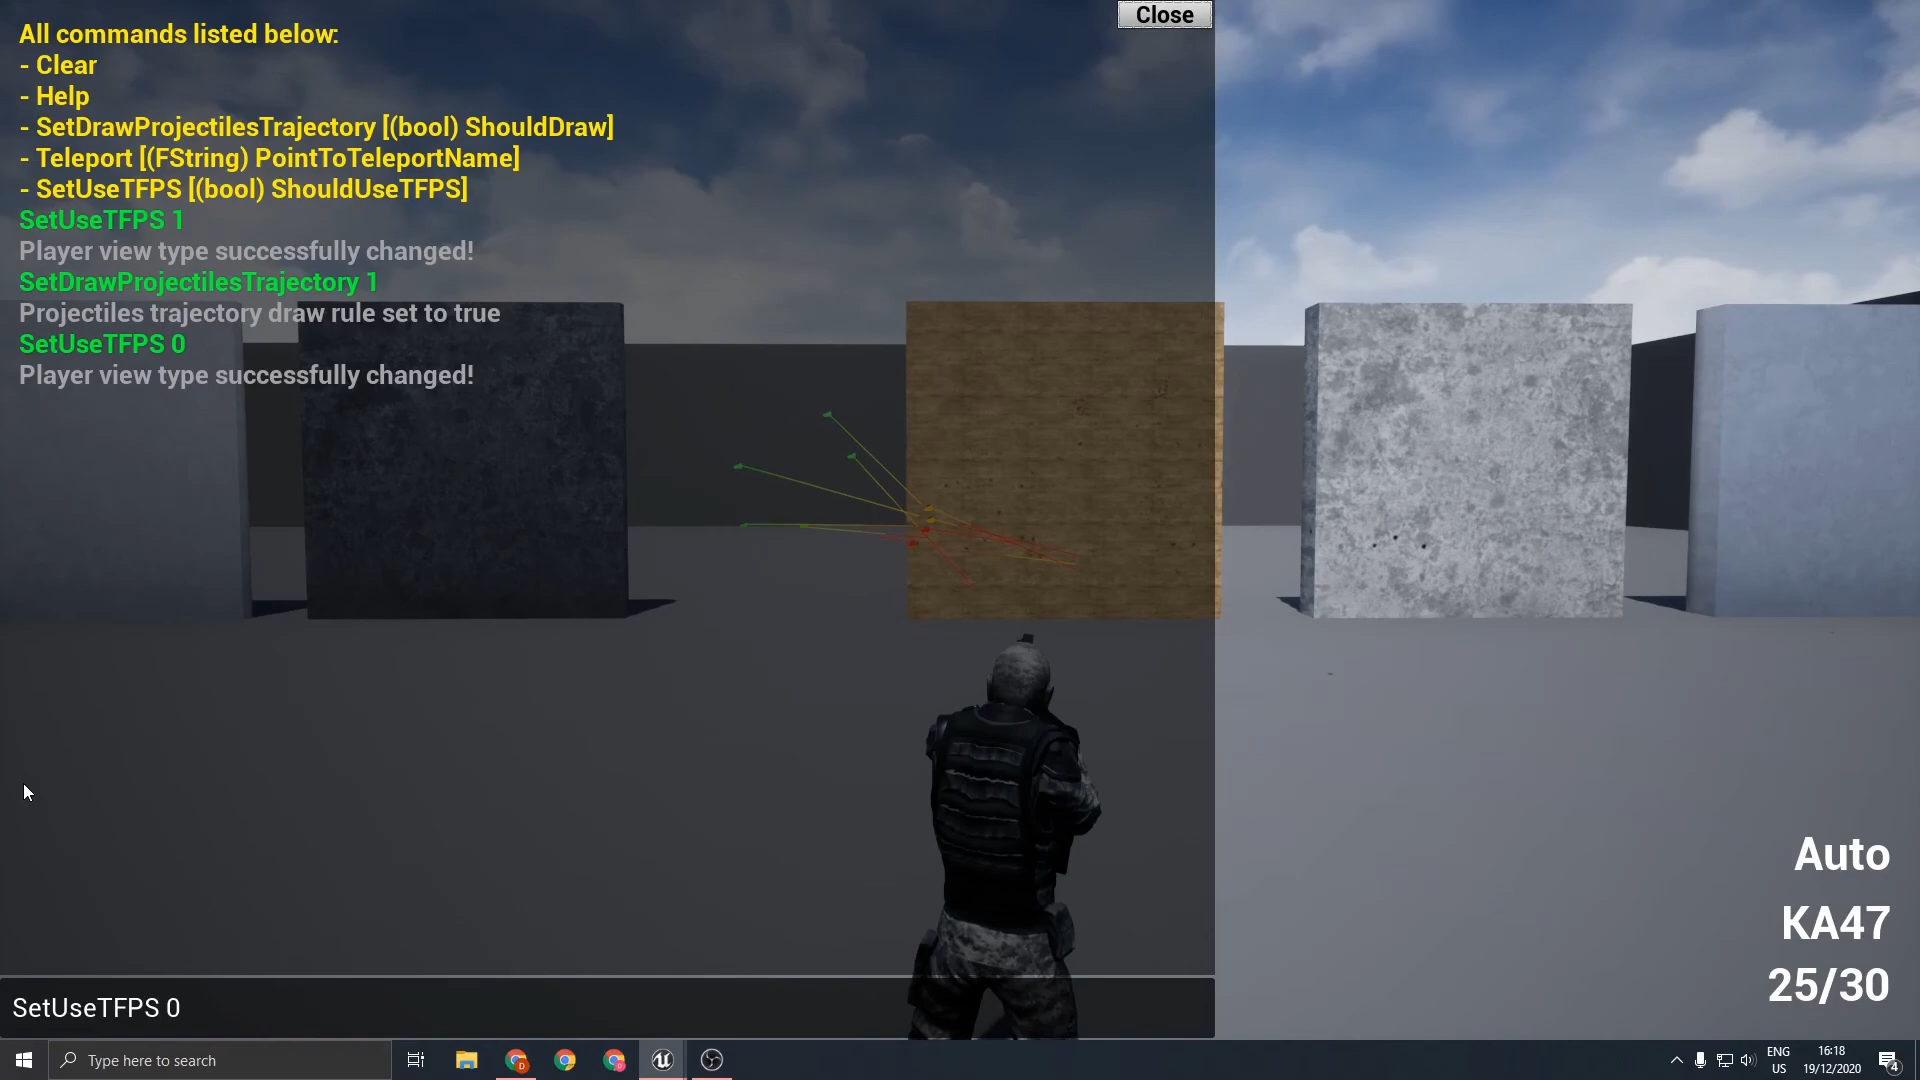 All commands listed below:
- Clear
- Help
- SetDrawProjectilesTrajectory [(bool) ShouldDraw]
- Teleport [(FString) PointToTeleportName]
- SetUseTFPS [(bool) ShouldUseTFPS]
SetUseTFPS 1
Player view type successfully changed!
SetDrawProjectilesTrajectory 1
Projectiles trajectory draw rule set to true
SetUseTFPS 0
Player view type successfully changed!
Close
Auto
KA47
25/30
SetUseTFPS 0
Type here to search
D
ENG
US
16:18
19/12/2020
4